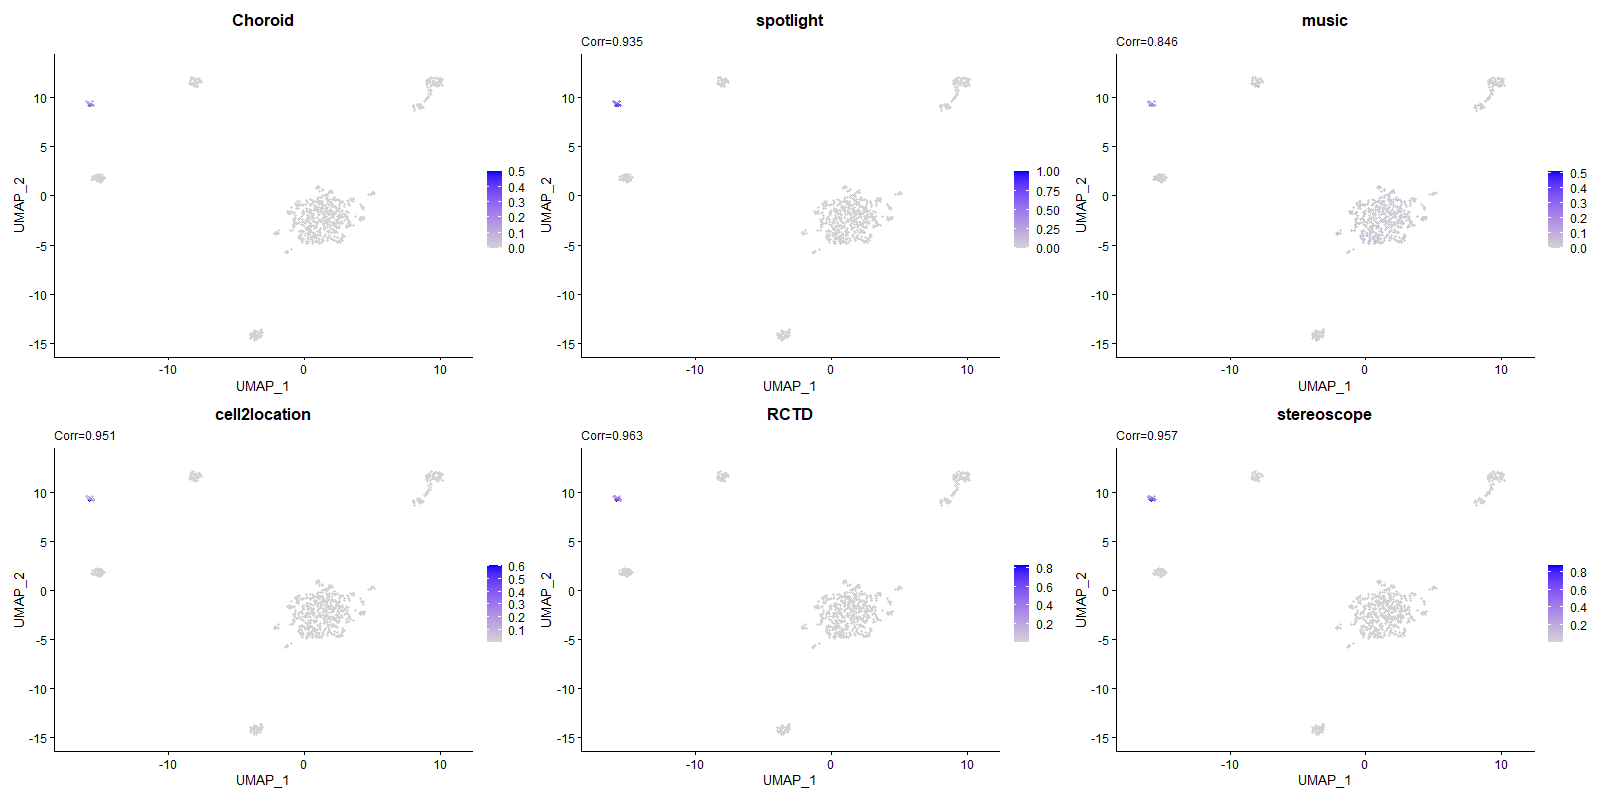 Choroid
10
5
0
-5
-10
-15
UMAP_2
-10 0 10
UMAP_1
0.5
0.4
0.3
0.2
0.1
0.0
spotlight
Corr=0.935
10
5
0
-5
-10
-15
UMAP_2
-10 0 10
UMAP_1
1.00
0.75
0.50
0.25
0.00
music
Corr=0.846
10
5
0
-5
-10
-15
UMAP_2
-10 0 10
UMAP_1
0.5
0.4
0.3
0.2
0.1
0.0
cell2location
Corr=0.951
10
5
0
-5
-10
-15
UMAP_2
-10 0 10
UMAP_1
0.6
0.5
0.4
0.3
0.2
0.1
RCTD
Corr=0.963
10
5
0
-5
-10
-15
UMAP_2
-10 0 10
UMAP_1
0.8
0.6
0.4
0.2
stereoscope
Corr=0.957
10
5
0
-5
-10
-15
UMAP_2
-10 0 10
UMAP_1
0.8
0.6
0.4
0.2